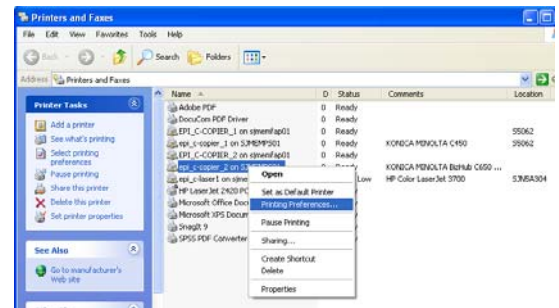 Printers and Faxes
File Edit View Favorites Tools Help
Back Search Folders
Address Printers and Faxes
Name D Status Comments Location
Printer Tasks
Add a printer
See what's printing
Select printing preferences
Pause printing
Share this printer
Delete this printer
Set printer properties
See Also
Go to manufacturer's Web site
Adobe PDF 0 Ready
DocuCom PDF Driver 0 Ready
EPI_C-COPIER_1 on sjmemfap01 0 Ready S5062
epi_c-copier_1 on SJMEMPS01 0 Ready KONICA MINOLTA C450 S5062
EPI_C-COPIER_2 on sjmemfap01 0 Ready
epi_c-copier_2 on KONICA MINOLTA BizHub C650 ...
epi_c-laser1 on sjme Low HP Color LaserJet 3700 SJNSA304
HP LaserJet 2420 PC
Microsoft Office Doc
Microsoft XPS Docum
SnagIt 9
SPSS PDF Converter
Open
Set as Default Printer
Printing Preferences...
Pause Printing
Sharing...
Create Shortcut
Delete
Properties